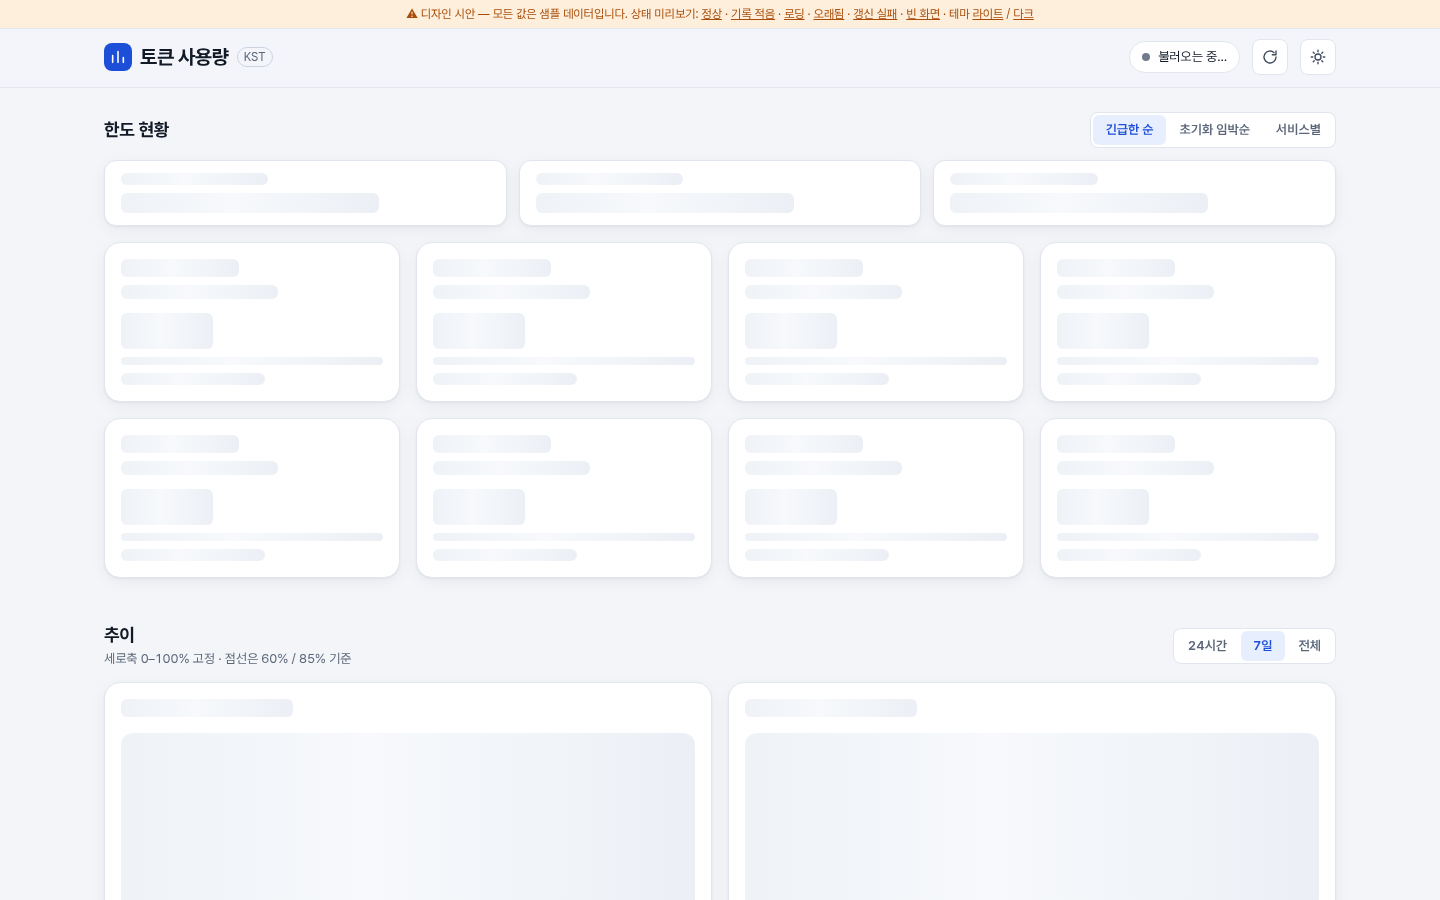 ⚠ 디자인 시안 — 모든 값은 샘플 데이터입니다. 상태 미리보기: 정상 · 기록 적음 · 로딩 · 오래됨 · 갱신 실패 · 빈 화면 · 테마 라이트 / 다크
토큰 사용량 KST 불러오는 중...
한도 현황 긴급한 순 초기화 임박순 서비스별
추이 24시간 7일 전체
세로축 0–100% 고정 · 점선은 60% / 85% 기준